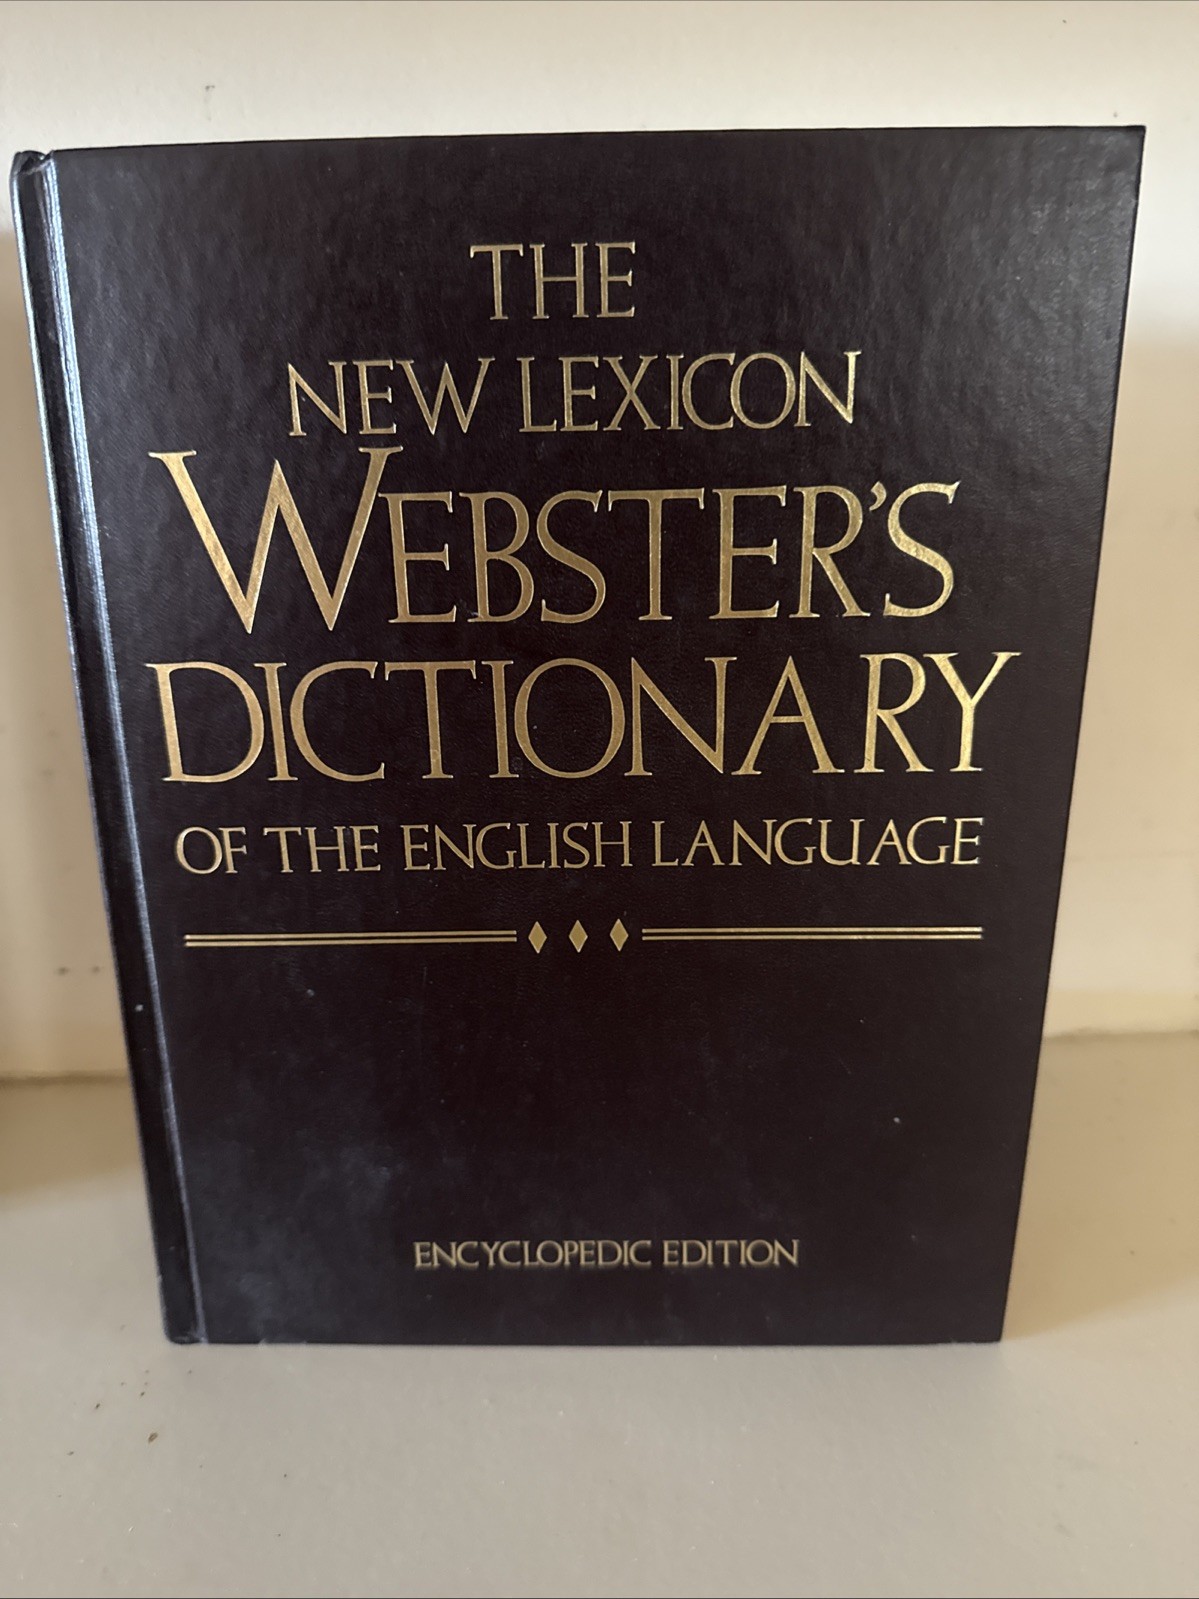 THE
NEW LEXICON
WEBSTER'S
DICTIONARY
OF THE ENGLISH LANGUAGE
ENCYCLOPEDIC EDITION